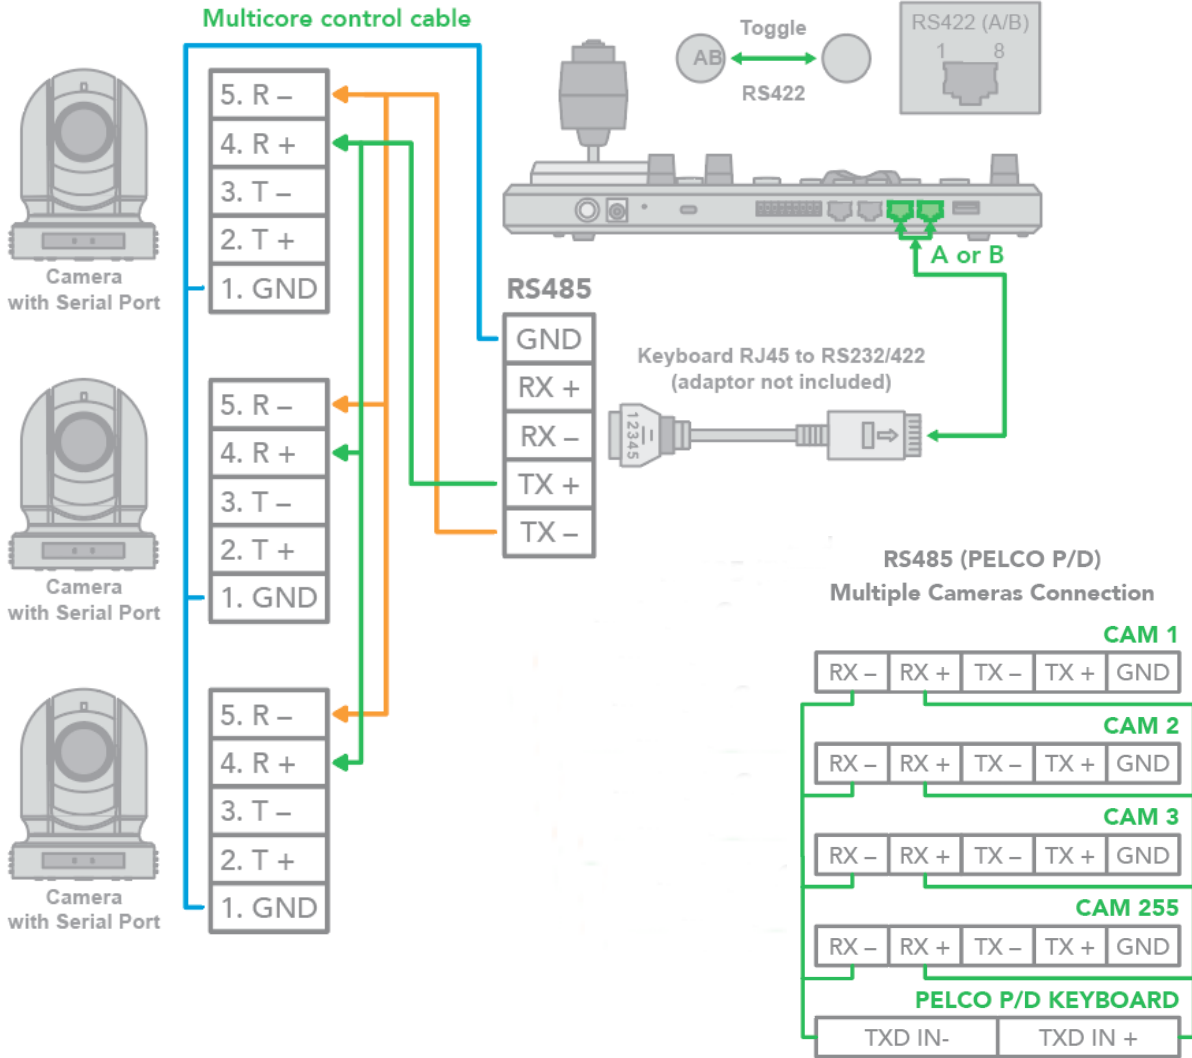 Multicore control cable
5. R –
4. R +
3. T –
2. T +
1. GND
Camera
with Serial Port
5. R –
4. R +
3. T –
2. T +
1. GND
Camera
with Serial Port
5. R –
4. R +
3. T –
2. T +
1. GND
Camera
with Serial Port
Toggle
AB
RS422
RS422 (A/B)
1 8
A or B
RS485
GND
RX +
RX –
TX +
TX –
Keyboard RJ45 to RS232/422
(adaptor not included)
12345
RS485 (PELCO P/D)
Multiple Cameras Connection
CAM 1
RX – RX + TX – TX + GND
CAM 2
RX – RX + TX – TX + GND
CAM 3
RX – RX + TX – TX + GND
CAM 255
RX – RX + TX – TX + GND
PELCO P/D KEYBOARD
TXD IN- TXD IN +